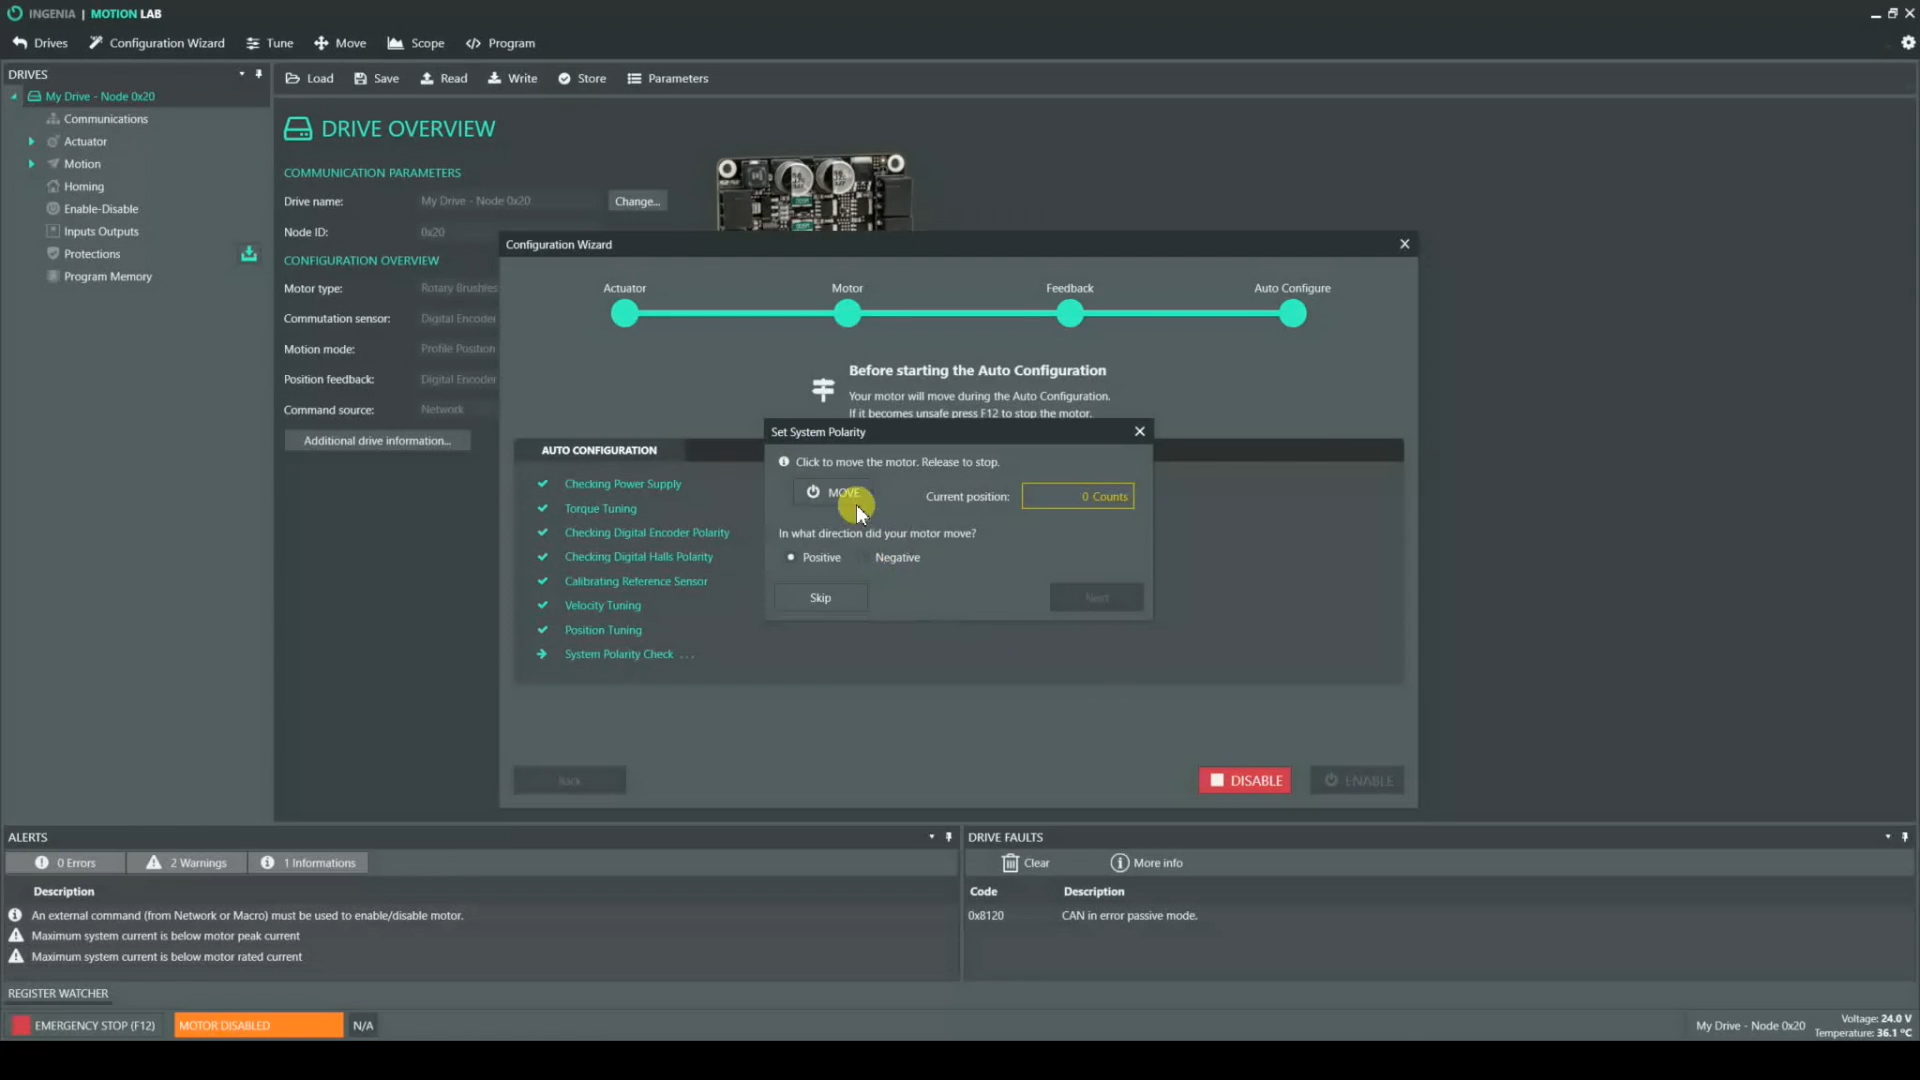 INGENIA | MOTION LAB
Drives
Configuration Wizard
Tune
Move
Scope
Program
DRIVES
Load
Save
Read
Write
Store
Parameters
My Drive - Node 0x20
Communications
Actuator
Motion
Homing
Enable-Disable
Inputs Outputs
Protections
Program Memory
DRIVE OVERVIEW
COMMUNICATION PARAMETERS
Drive name: My Drive - Node 0x20 Change...
Node ID: 0x20
CONFIGURATION OVERVIEW
Motor type: Rotary Brushles
Commutation sensor: Digital Encoder
Motion mode: Profile Position
Position feedback: Digital Encoder
Command source: Network
Additional drive information...
Configuration Wizard
Actuator
Motor
Feedback
Auto Configure
Before starting the Auto Configuration
Your motor will move during the Auto Configuration.
If it becomes unsafe press F12 to stop the motor.
AUTO CONFIGURATION
Checking Power Supply
Torque Tuning
Checking Digital Encoder Polarity
Checking Digital Halls Polarity
Calibrating Reference Sensor
Velocity Tuning
Position Tuning
System Polarity Check ...
Set System Polarity
Click to move the motor. Release to stop.
MOVE
Current position: 0 Counts
In what direction did your motor move?
Positive
Negative
Skip
Next
Back
DISABLE
ENABLE
ALERTS
0 Errors
2 Warnings
1 Informations
Description
An external command (from Network or Macro) must be used to enable/disable motor.
Maximum system current is below motor peak current
Maximum system current is below motor rated current
DRIVE FAULTS
Clear
More info
Code Description
0x8120 CAN in error passive mode.
REGISTER WATCHER
EMERGENCY STOP (F12)
MOTOR DISABLED
N/A
My Drive - Node 0x20
Voltage: 24.0 V
Temperature: 36.1 ºC